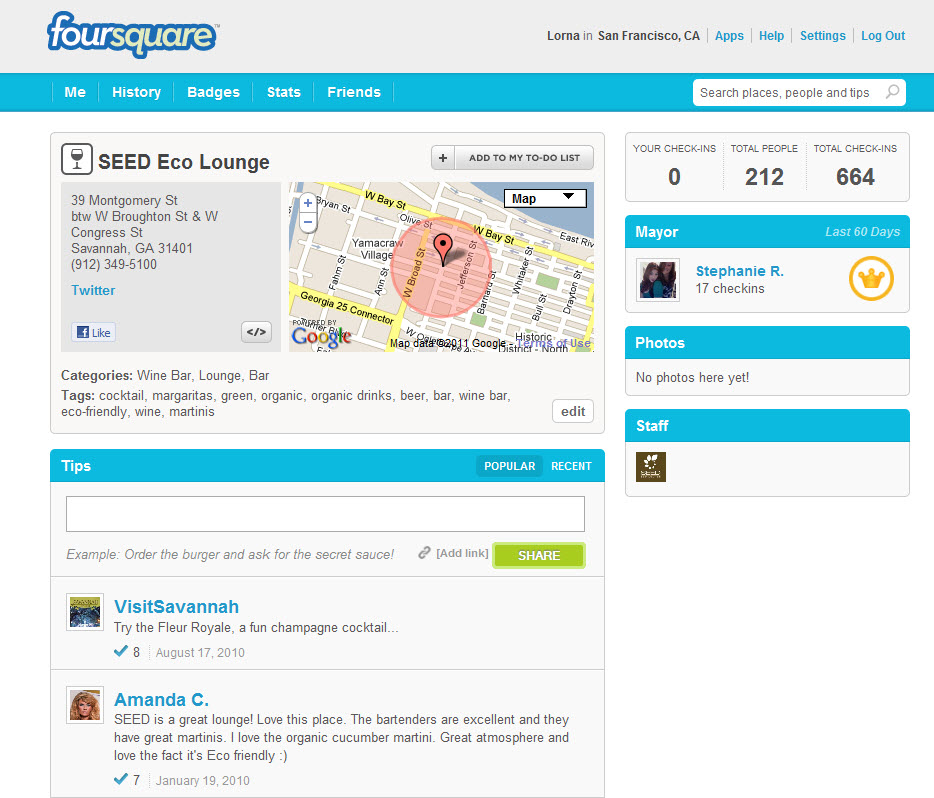 foursquare™
Lorna in San Francisco, CA | Apps | Help | Settings | Log Out
Me | History | Badges | Stats | Friends
Search places, people and tips
SEED Eco Lounge
+ ADD TO MY TO-DO LIST
39 Montgomery St
btw W Broughton St & W
Congress St
Savannah, GA 31401
(912) 349-5100
Twitter
Like
</>
Map
+
−
W Bay St
Bryan St
Olive St
W Bay St
East Riv
Yamacraw
Village
Fahm St
Ann St
W Broad St
Jefferson St
Barnard St
Whitaker St
Bull St
Drayton St
Georgia 25 Connector
Historic
District - North
POWERED BY
Google
Map data ©2011 Google - Terms of Use
Categories: Wine Bar, Lounge, Bar
Tags: cocktail, margaritas, green, organic, organic drinks, beer, bar, wine bar,
eco-friendly, wine, martinis
edit
Tips
POPULAR RECENT
Example: Order the burger and ask for the secret sauce!
[Add link]
SHARE
VisitSavannah
Try the Fleur Royale, a fun champagne cocktail...
8 | August 17, 2010
Amanda C.
SEED is a great lounge! Love this place. The bartenders are excellent and they
have great martinis. I love the organic cucumber martini. Great atmosphere and
love the fact it's Eco friendly :)
7 | January 19, 2010
YOUR CHECK-INS TOTAL PEOPLE TOTAL CHECK-INS
0 212 664
Mayor
Last 60 Days
Stephanie R.
17 checkins
Photos
No photos here yet!
Staff